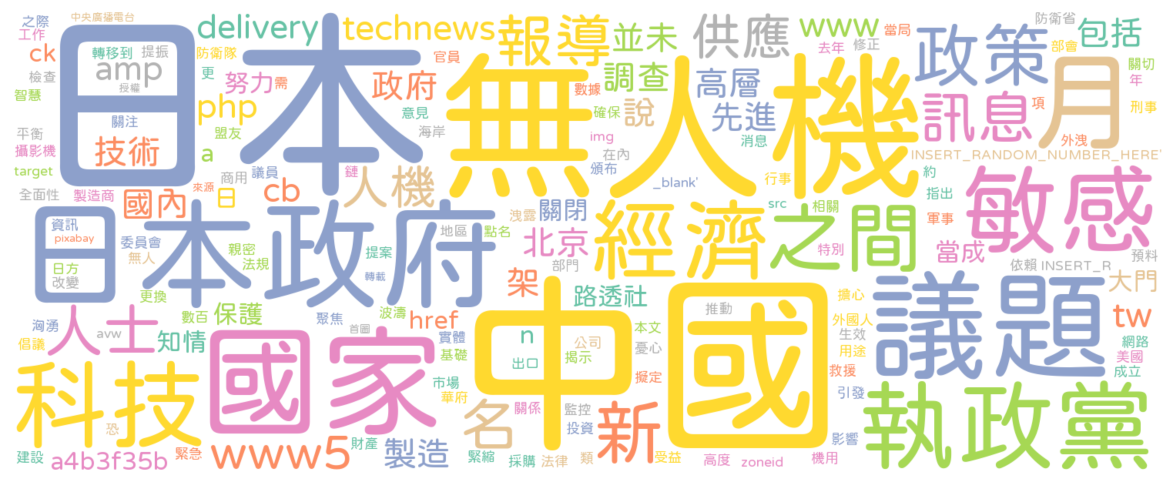 之際 中央廣播電台
工作 delivery technews 報導 並未 供應 www 去年 修正 當局 防衛省 部會 包括
ck 轉移到 提振 防衛隊 官員 政策 關切
檢查 amp 授權 更 努力 需 政府 數據 調查 高層 月 年
智慧 日本 無人機 訊息 項 刑事
關注 php 意見 確保 說 先進
平衡 盟友 海岸 img 消息 外洩
攝影機 技術 a 議員 鏈 頒布 在內 INSERT_RANDOM_NUMBER_HERE'
target 商用 人機 _blank' 行事 約
全面性 製造商 國內 來源 日 cb 指出 敏感
資訊 洩露 關閉 src 相關 軍事
pixabay 委員會 親密 日本政府 地區 點名 北京 經濟 之間 特別 當成 預料
日方 無人 法規 提案 部門 依賴 INSERT_R 大門
改變 更換 轉載 架 路透社 推動 擴心
洶湧 數百 保護 聚焦 波濤 href 本文 外國人 議題 tw
倡議 人士 avw 知情 首圖 實體 n 公司 憂心 生效 網路
基礎 出口 揭示 用途 美國
科技 國家 市場 中國 擬定 救援 成立
華府 引發
恐 名 關係 監控 新 執政黨
建設 www5 財產 投資 影響
a4b3f35b 緊急 製造 緊縮 採購 法律 類 受益 高度 zoneid 機用